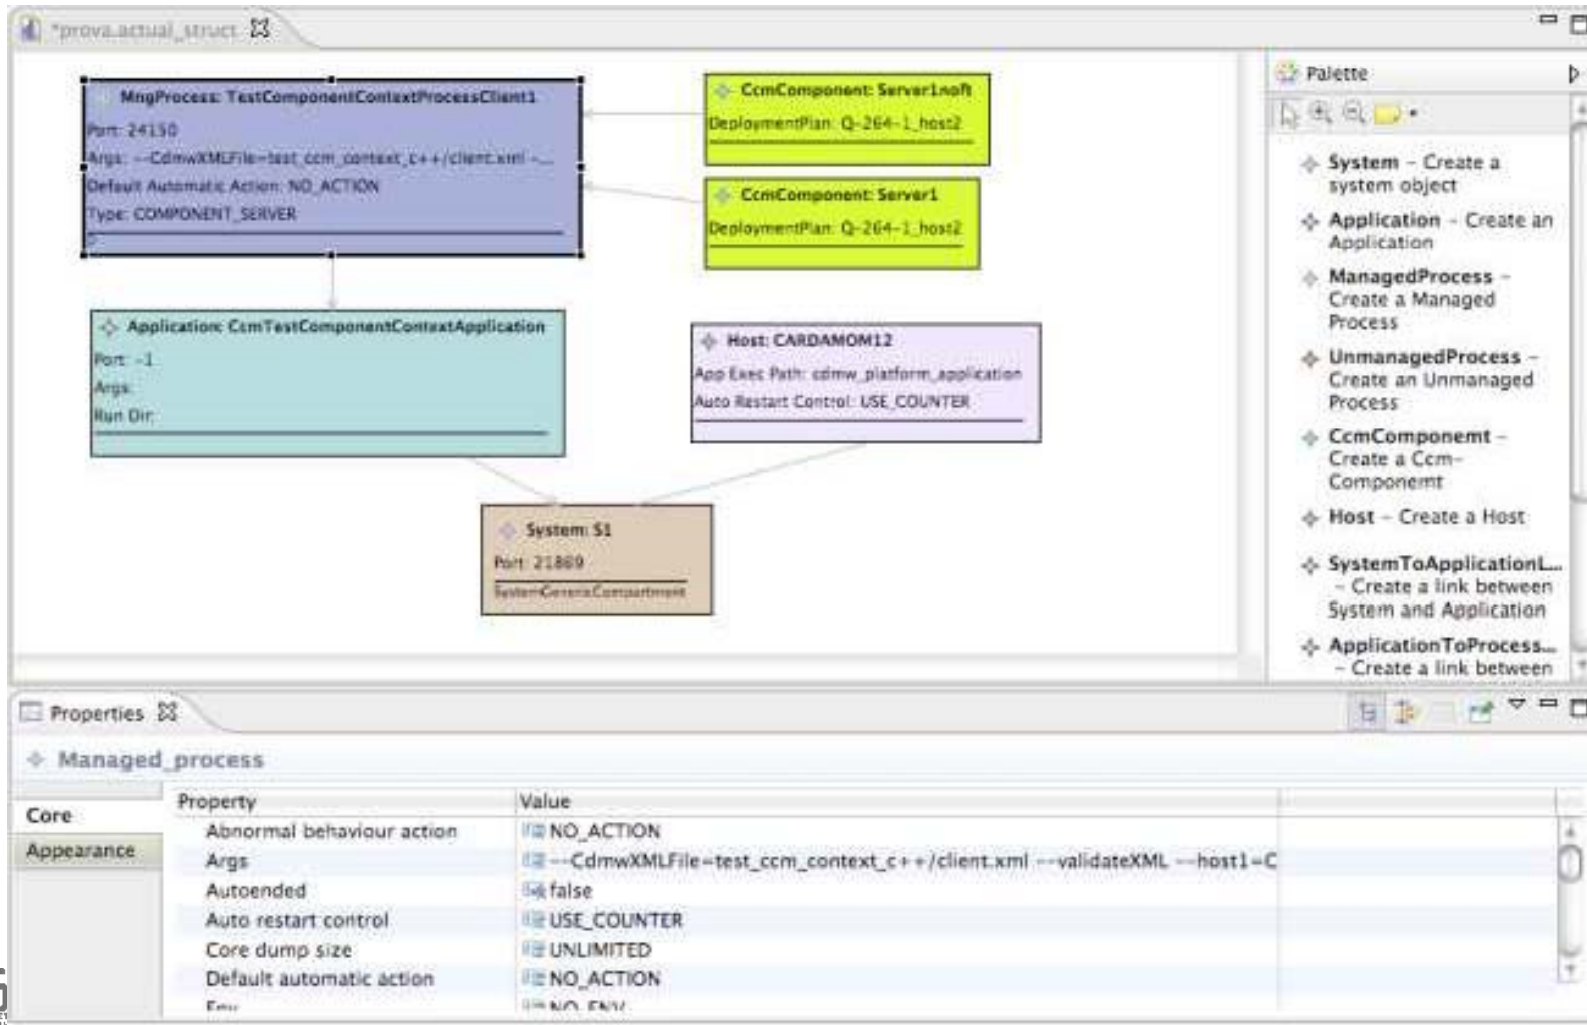 *prova.actual_struct
MngProcess: TestComponentContextProcessClient1
Port: 24150
Args: --CdmwXMLFile=test_ccm_context_c++/client.xml -...
Default Automatic Action: NO_ACTION
Type: COMPONENT_SERVER
CcmComponent: Server1noft
DeploymentPlan: Q-264-1_host2
CcmComponent: Server1
DeploymentPlan: Q-264-1_host2
Application: CcmTestComponentContextApplication
Port: -1
Args:
Run Dir:
Host: CARDAMOM12
App Exec Path: cdmw_platform_application
Auto Restart Control: USE_COUNTER
System: S1
Port: 21869
SystemGenericCompartment
Palette
System - Create a
system object
Application - Create an
Application
ManagedProcess -
Create a Managed
Process
UnmanagedProcess -
Create an Unmanaged
Process
CcmComponemt -
Create a Ccm-
Componemt
Host - Create a Host
SystemToApplicationL...
- Create a link between
System and Application
ApplicationToProcess...
- Create a link between
Properties
Managed_process
Core
Appearance
Property Value
Abnormal behaviour action NO_ACTION
Args --CdmwXMLFile=test_ccm_context_c++/client.xml --validateXML --host1=C
Autoended false
Auto restart control USE_COUNTER
Core dump size UNLIMITED
Default automatic action NO_ACTION
Env NO_ENV